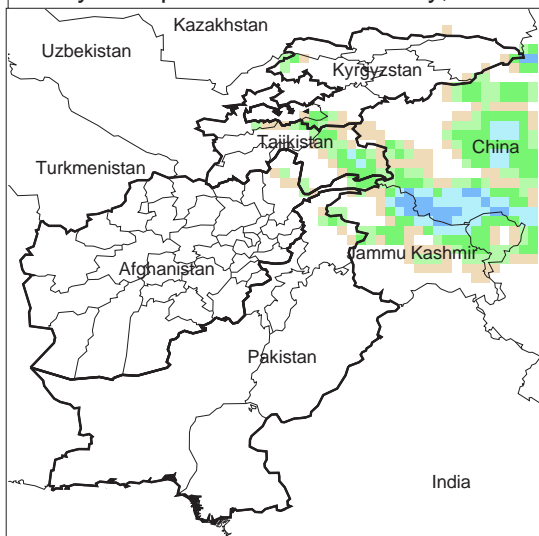 Kazakhstan
Uzbekistan
Kyrgyzstan
Tajikistan
China
Turkmenistan
Jammu Kashmir
Afghanistan
Pakistan
India